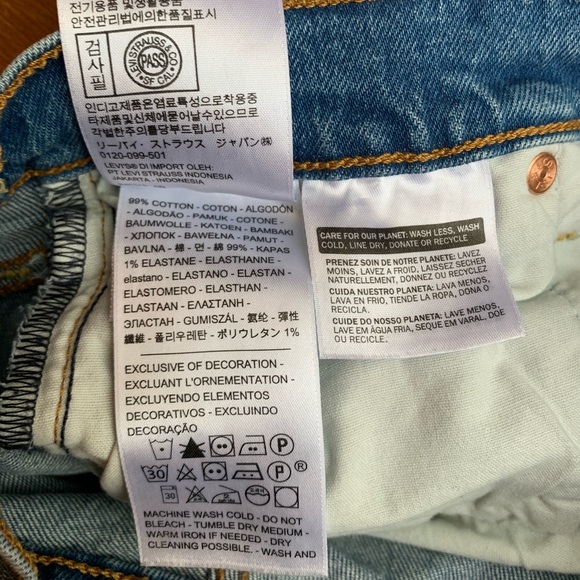 전기용품 및 생활용품
안전관리법에 따른 품질표시
검사필
LEVI STRAUSS & CO
PASS
SF CAL.
인디고제품은염료특성으로착용중
타제품및신체에묻어날수있으므로
각별한주의를당부드립니다
リーバイ・ストラウス ジャパン㈱
0120-099-501
LEVI'S® DI IMPORT OLEH:
PT LEVI STRAUSS INDONESIA
JAKARTA - INDONESIA
99% COTTON - COTON - ALGODÓN
- ALGODÃO - PAMUK - COTONE -
BAUMWOLLE - KATOEN - BAMBAKI
- ХЛОПОК - BAWEŁNA - PAMUT -
BAVLNA - 棉 - 면 - 綿 99% - KAPAS
1% ELASTANE - ELASTHANNE -
elastano - ELASTANO - ELASTAN -
ELASTOMERO - ELASTHAN -
ELASTAAN - ΕΛΑΣΤΑΝΗ -
ЭЛАСТАН - GUMISZÁL - 氨纶 - 彈性
纖維 - 폴리우레탄 - ポリウレタン 1%
EXCLUSIVE OF DECORATION -
EXCLUANT L'ORNEMENTATION -
EXCLUYENDO ELEMENTOS
DECORATIVOS - EXCLUINDO
DECORAÇÃO
P
30 P ®
30
MACHINE WASH COLD - DO NOT
BLEACH - TUMBLE DRY MEDIUM -
WARM IRON IF NEEDED - DRY
CLEANING POSSIBLE. - WASH AND
CARE FOR OUR PLANET: WASH LESS, WASH
COLD, LINE DRY, DONATE OR RECYCLE
PRENEZ SOIN DE NOTRE PLANETE: LAVEZ
MOINS, LAVEZ A FROID, LAISSEZ SECHER
NATURELLEMENT, DONNEZ OU RECYCLEZ
CUIDA NUESTRO PLANETA: LAVA MENOS,
LAVA EN FRIO, TIENDE LA ROPA, DONA O
RECICLA.
CUIDE DO NOSSO PLANETA: LAVE MENOS,
LAVE EM ÁGUA FRIA, SEQUE EM VARAL, DOE
OU RECICLE.